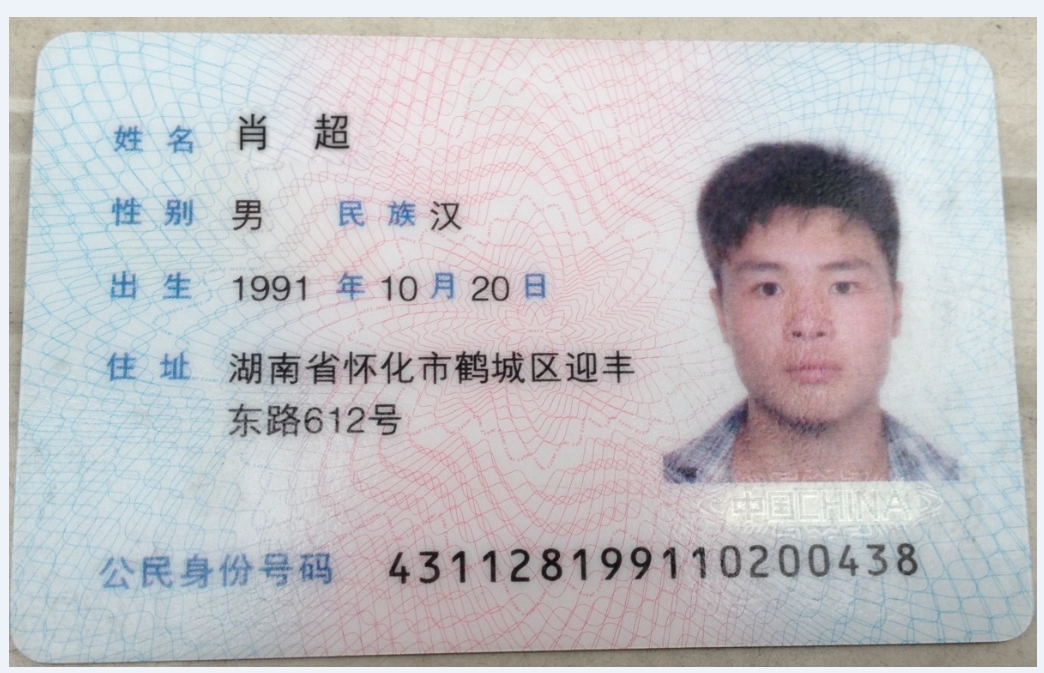 姓名 肖超
性别 男 民族 汉
出生 1991 年 10 月 20 日
住址 湖南省怀化市鹤城区迎丰
东路612号
中国CHINA
公民身份号码 431128199110200438